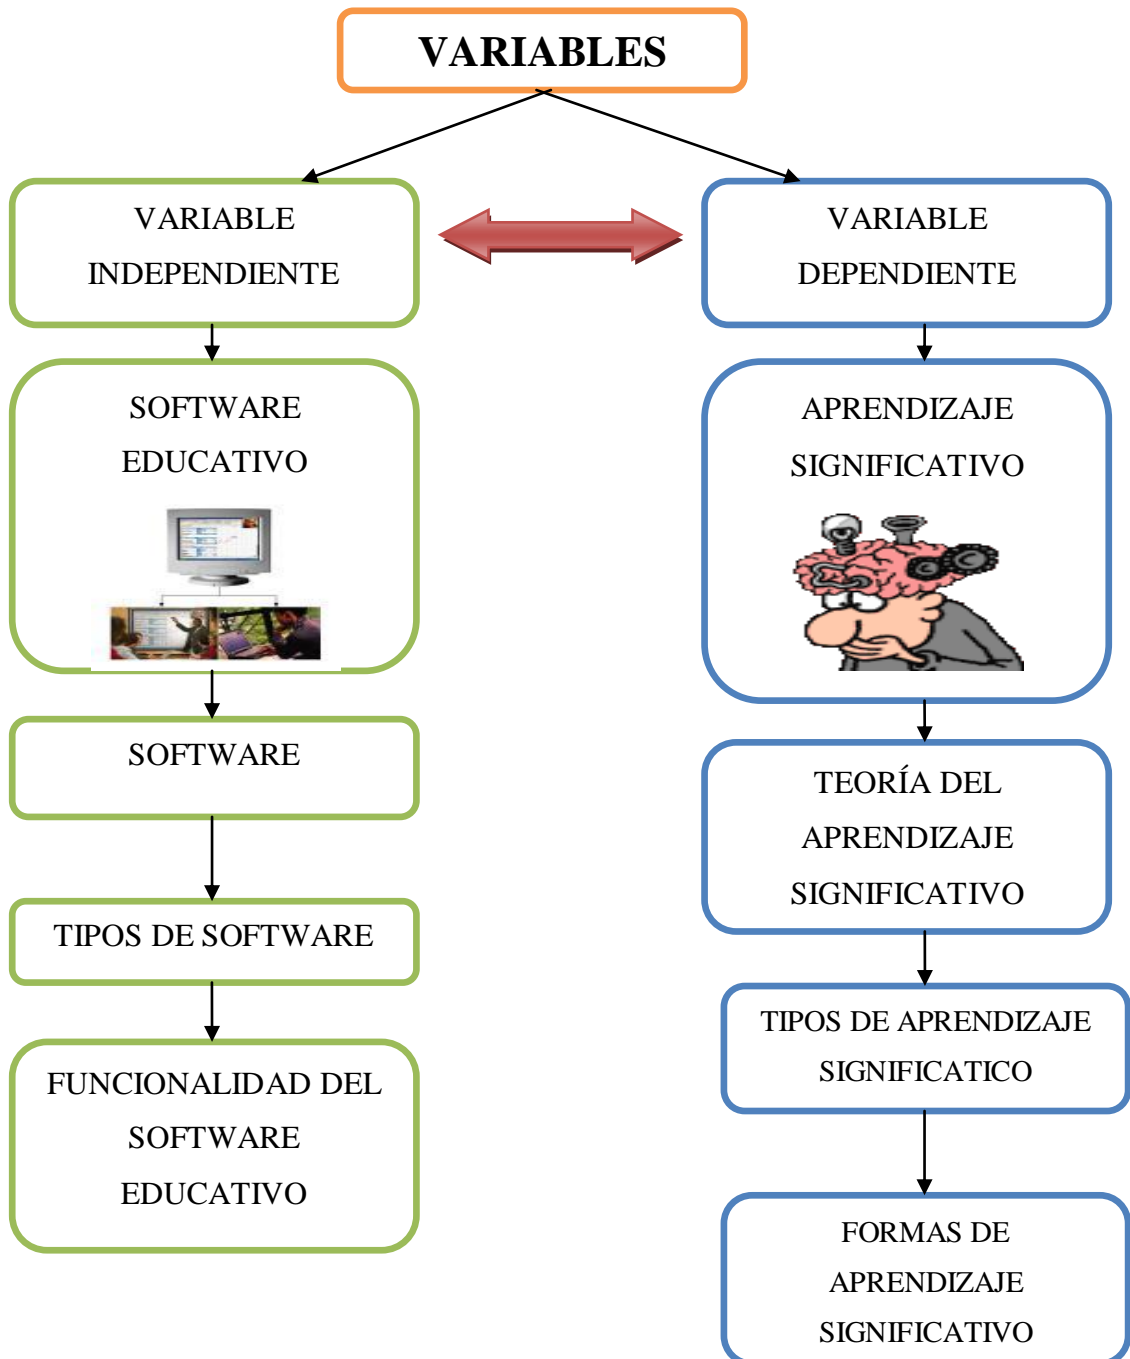 VARIABLES
VARIABLE
INDEPENDIENTE
SOFTWARE
EDUCATIVO
SOFTWARE
TIPOS DE SOFTWARE
FUNCIONALIDAD DEL
SOFTWARE
EDUCATIVO
VARIABLE
DEPENDIENTE
APRENDIZAJE
SIGNIFICATIVO
TEORÍA DEL
APRENDIZAJE
SIGNIFICATIVO
TIPOS DE APRENDIZAJE
SIGNIFICATICO
FORMAS DE
APRENDIZAJE
SIGNIFICATIVO